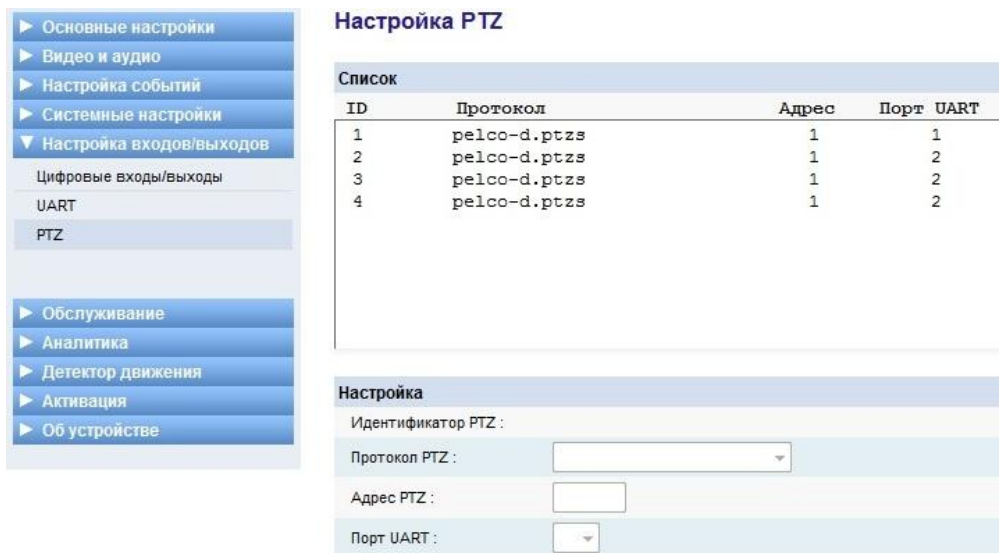 Основные настройки
Видео и аудио
Настройка событий
Системные настройки
Настройка входов/выходов
Цифровые входы/выходы
UART
PTZ
Обслуживание
Аналитика
Детектор движения
Активация
Об устройстве
Настройка PTZ
Список
ID Протокол Адрес Порт UART
1 pelco-d.ptzs 1 1
2 pelco-d.ptzs 1 2
3 pelco-d.ptzs 1 2
4 pelco-d.ptzs 1 2
Настройка
Идентификатор PTZ :
Протокол PTZ :
Адрес PTZ :
Порт UART :